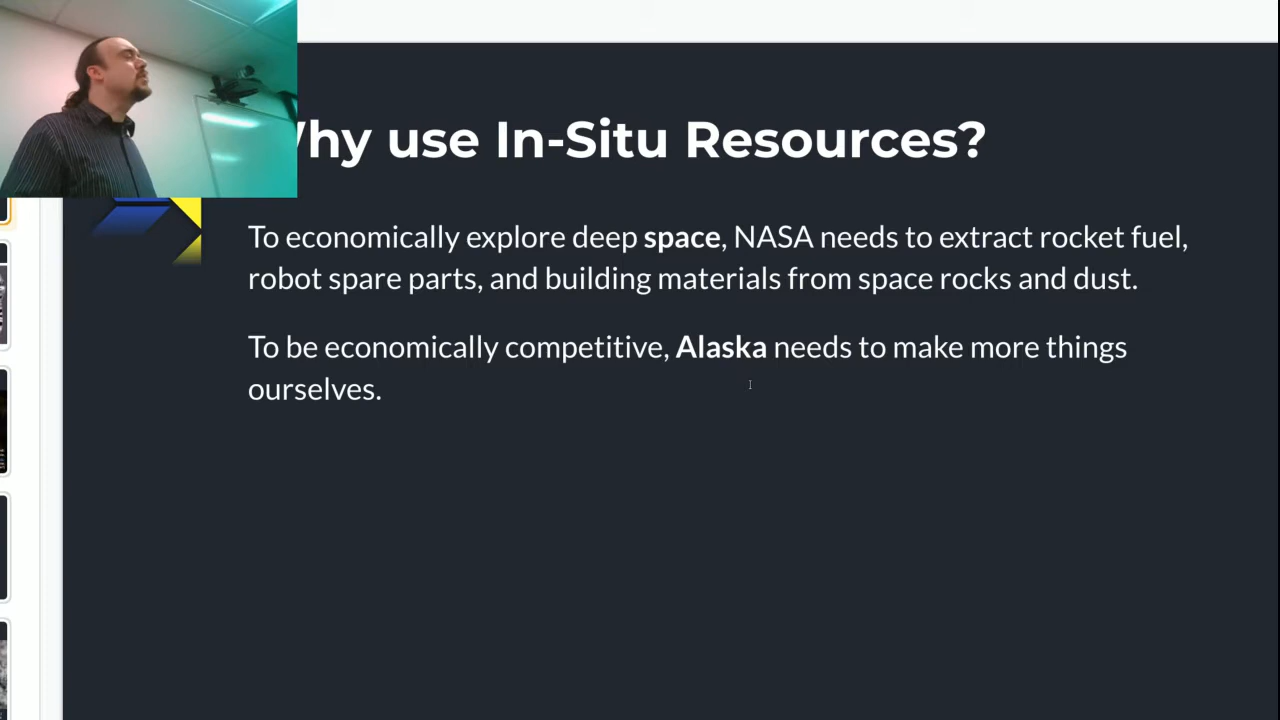 Why use In-Situ Resources?
To economically explore deep space, NASA needs to extract rocket fuel,
robot spare parts, and building materials from space rocks and dust.
To be economically competitive, Alaska needs to make more things
ourselves.